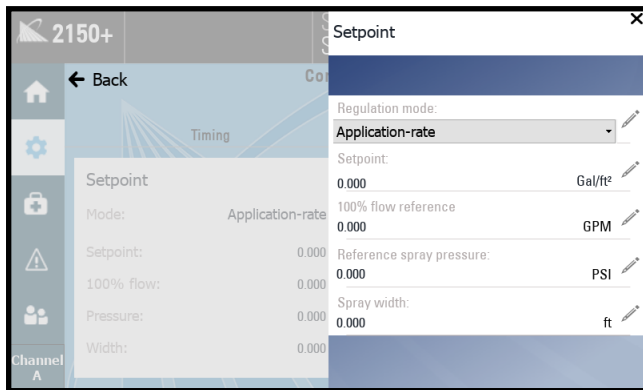 2150+
S
S
Setpoint
×
Back
Con
Timing
Setpoint
Mode: Application-rate
Setpoint: 0.000
100% flow: 0.000
Pressure: 0.000
Width: 0.000
Channel
A
Regulation mode:
Application-rate
Setpoint:
0.000 Gal/ft²
100% flow reference
0.000 GPM
Reference spray pressure:
0.000 PSI
Spray width:
0.000 ft